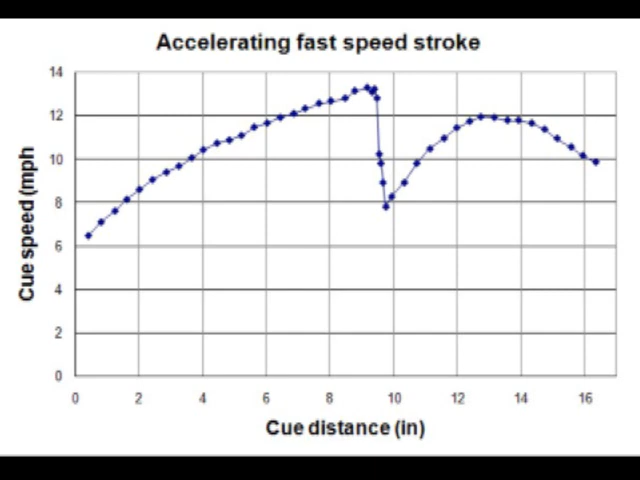 Accelerating fast speed stroke
14
12
10
8
6
4
2
0
Cue speed (mph
0 2 4 6 8 10 12 14 16
Cue distance (in)